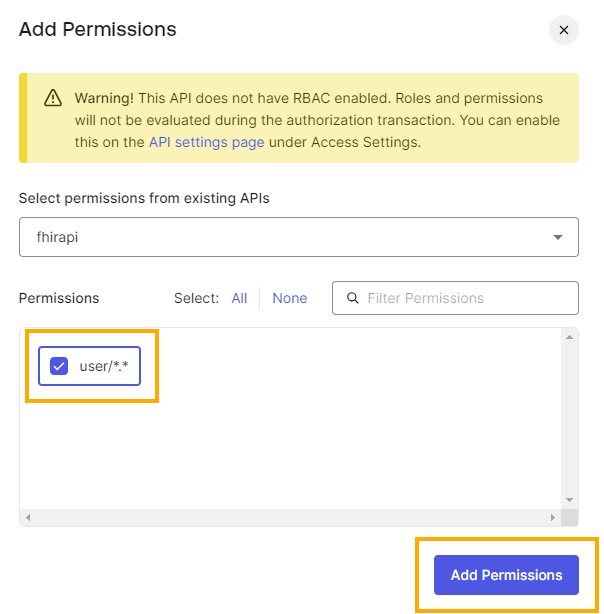 Add Permissions
Warning! This API does not have RBAC enabled. Roles and permissions
will not be evaluated during the authorization transaction. You can enable
this on the API settings page under Access Settings.
Select permissions from existing APIs
fhirapi
Permissions Select: All None Filter Permissions
user/*.*
Add Permissions